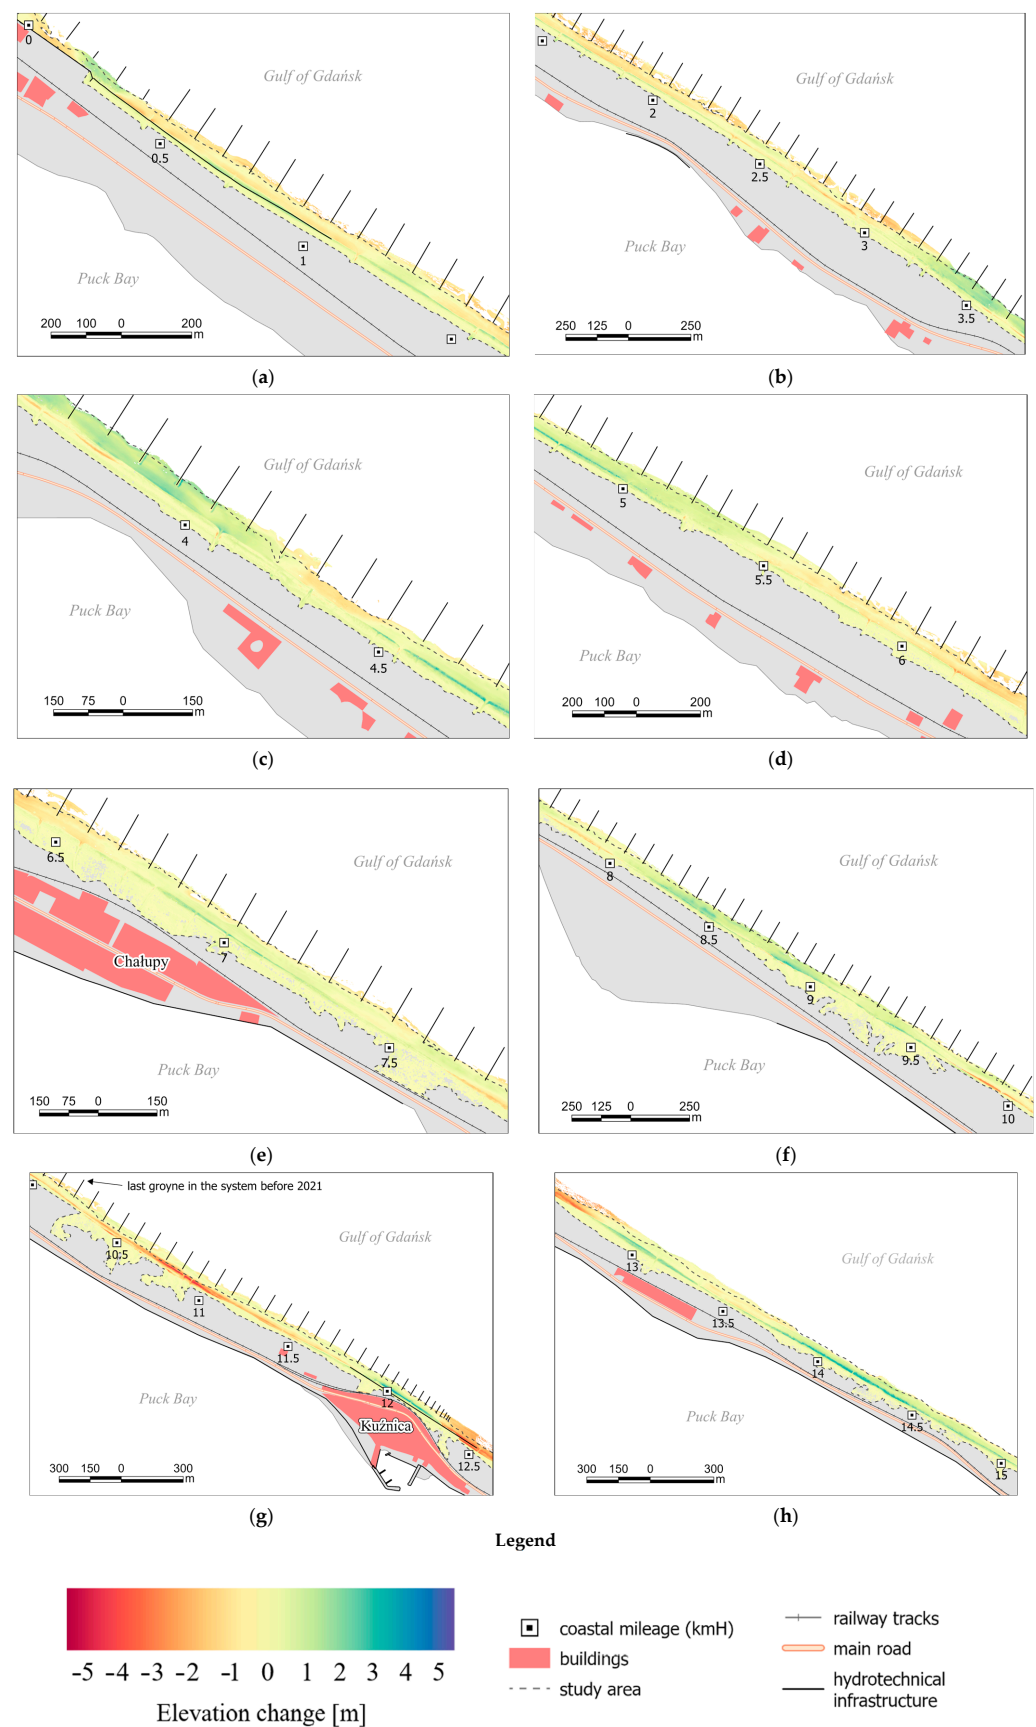 0
Gulf of Gdańsk
0.5
1
Puck Bay
200 100 0 200
m
(a)
Gulf of Gdańsk
2
2.5
3
3.5
Puck Bay
250 125 0 250
m
(b)
Gulf of Gdańsk
4
4.5
Puck Bay
150 75 0 150
m
(c)
Gulf of Gdańsk
5
5.5
6
Puck Bay
200 100 0 200
m
(d)
6.5
Gulf of Gdańsk
7
Chałupy
7.5
Puck Bay
150 75 0 150
m
(e)
Gulf of Gdańsk
8
8.5
9
9.5
10
Puck Bay
250 125 0 250
m
(f)
last groyne in the system before 2021
Gulf of Gdańsk
10.5
11
11.5
12
Kuźnica
12.5
Puck Bay
300 150 0 300
m
(g)
Gulf of Gdańsk
13
13.5
14
14.5
15
Puck Bay
300 150 0 300
m
(h)
Legend
-5 -4 -3 -2 -1 0 1 2 3 4 5
Elevation change [m]
coastal mileage (kmH)
buildings
study area
railway tracks
main road
hydrotechnical
infrastructure